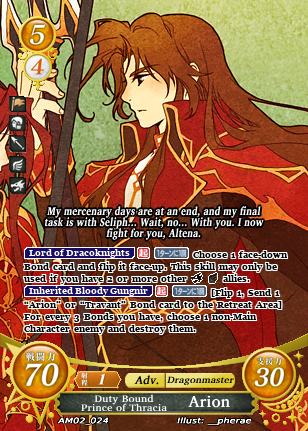 5
4
My mercenary days are at an end, and my final
task is with Seliph... Wait, no... With you. I now
fight for you, Altena.
Lord of Dracoknights 起 1ターンに1回 Choose 1 face-down
Bond Card and flip it face-up. This skill may only
be used if you have 2 or more other allies.
Inherited Bloody Gungnir 起 1ターンに1回 [Flip 1, Send 1
"Arion" or "Travant" Bond card to the Retreat Area]
For every 3 Bonds you have, choose 1 non-Main
Character enemy and destroy them.
戦闘力
70
射程 1
Adv. Dragonmaster
支援力
30
Duty Bound
Prince of Thracia
Arion
AM02_024
Illust: __pherae